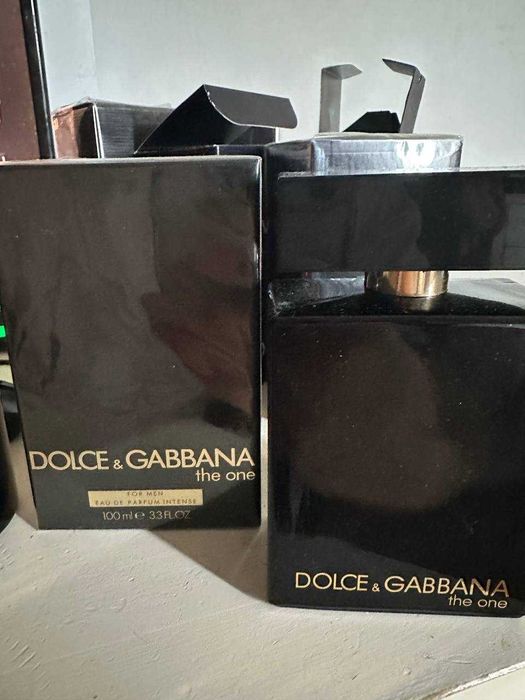 DOLCE & GABBANA
the one
FOR MEN
EAU DE PARFUM INTENSE
100 ml e 3.3 FL.OZ
DOLCE & GABBANA
the one